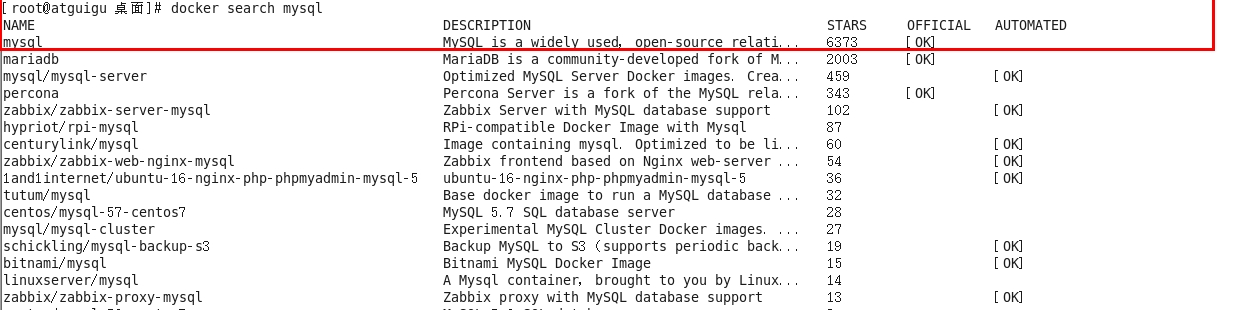 [root@atguigu 桌面]# docker search mysql
NAME DESCRIPTION STARS OFFICIAL AUTOMATED
mysql MySQL is a widely used, open-source relati... 6373 [OK]
mariadb MariaDB is a community-developed fork of M... 2003 [OK]
mysql/mysql-server Optimized MySQL Server Docker images. Crea... 459 [OK]
percona Percona Server is a fork of the MySQL rela... 343 [OK]
zabbix/zabbix-server-mysql Zabbix Server with MySQL database support 102 [OK]
hypriot/rpi-mysql RPi-compatible Docker Image with Mysql 87
centurylink/mysql Image containing mysql. Optimized to be li... 60 [OK]
zabbix/zabbix-web-nginx-mysql Zabbix frontend based on Nginx web-server ... 54 [OK]
1and1internet/ubuntu-16-nginx-php-phpmyadmin-mysql-5 ubuntu-16-nginx-php-phpmyadmin-mysql-5 36 [OK]
tutum/mysql Base docker image to run a MySQL database ... 32
centos/mysql-57-centos7 MySQL 5.7 SQL database server 28
mysql/mysql-cluster Experimental MySQL Cluster Docker images. ... 27
schickling/mysql-backup-s3 Backup MySQL to S3 (supports periodic back... 19 [OK]
bitnami/mysql Bitnami MySQL Docker Image 15 [OK]
linuxserver/mysql A Mysql container, brought to you by Linux... 14
zabbix/zabbix-proxy-mysql Zabbix proxy with MySQL database support 13 [OK]